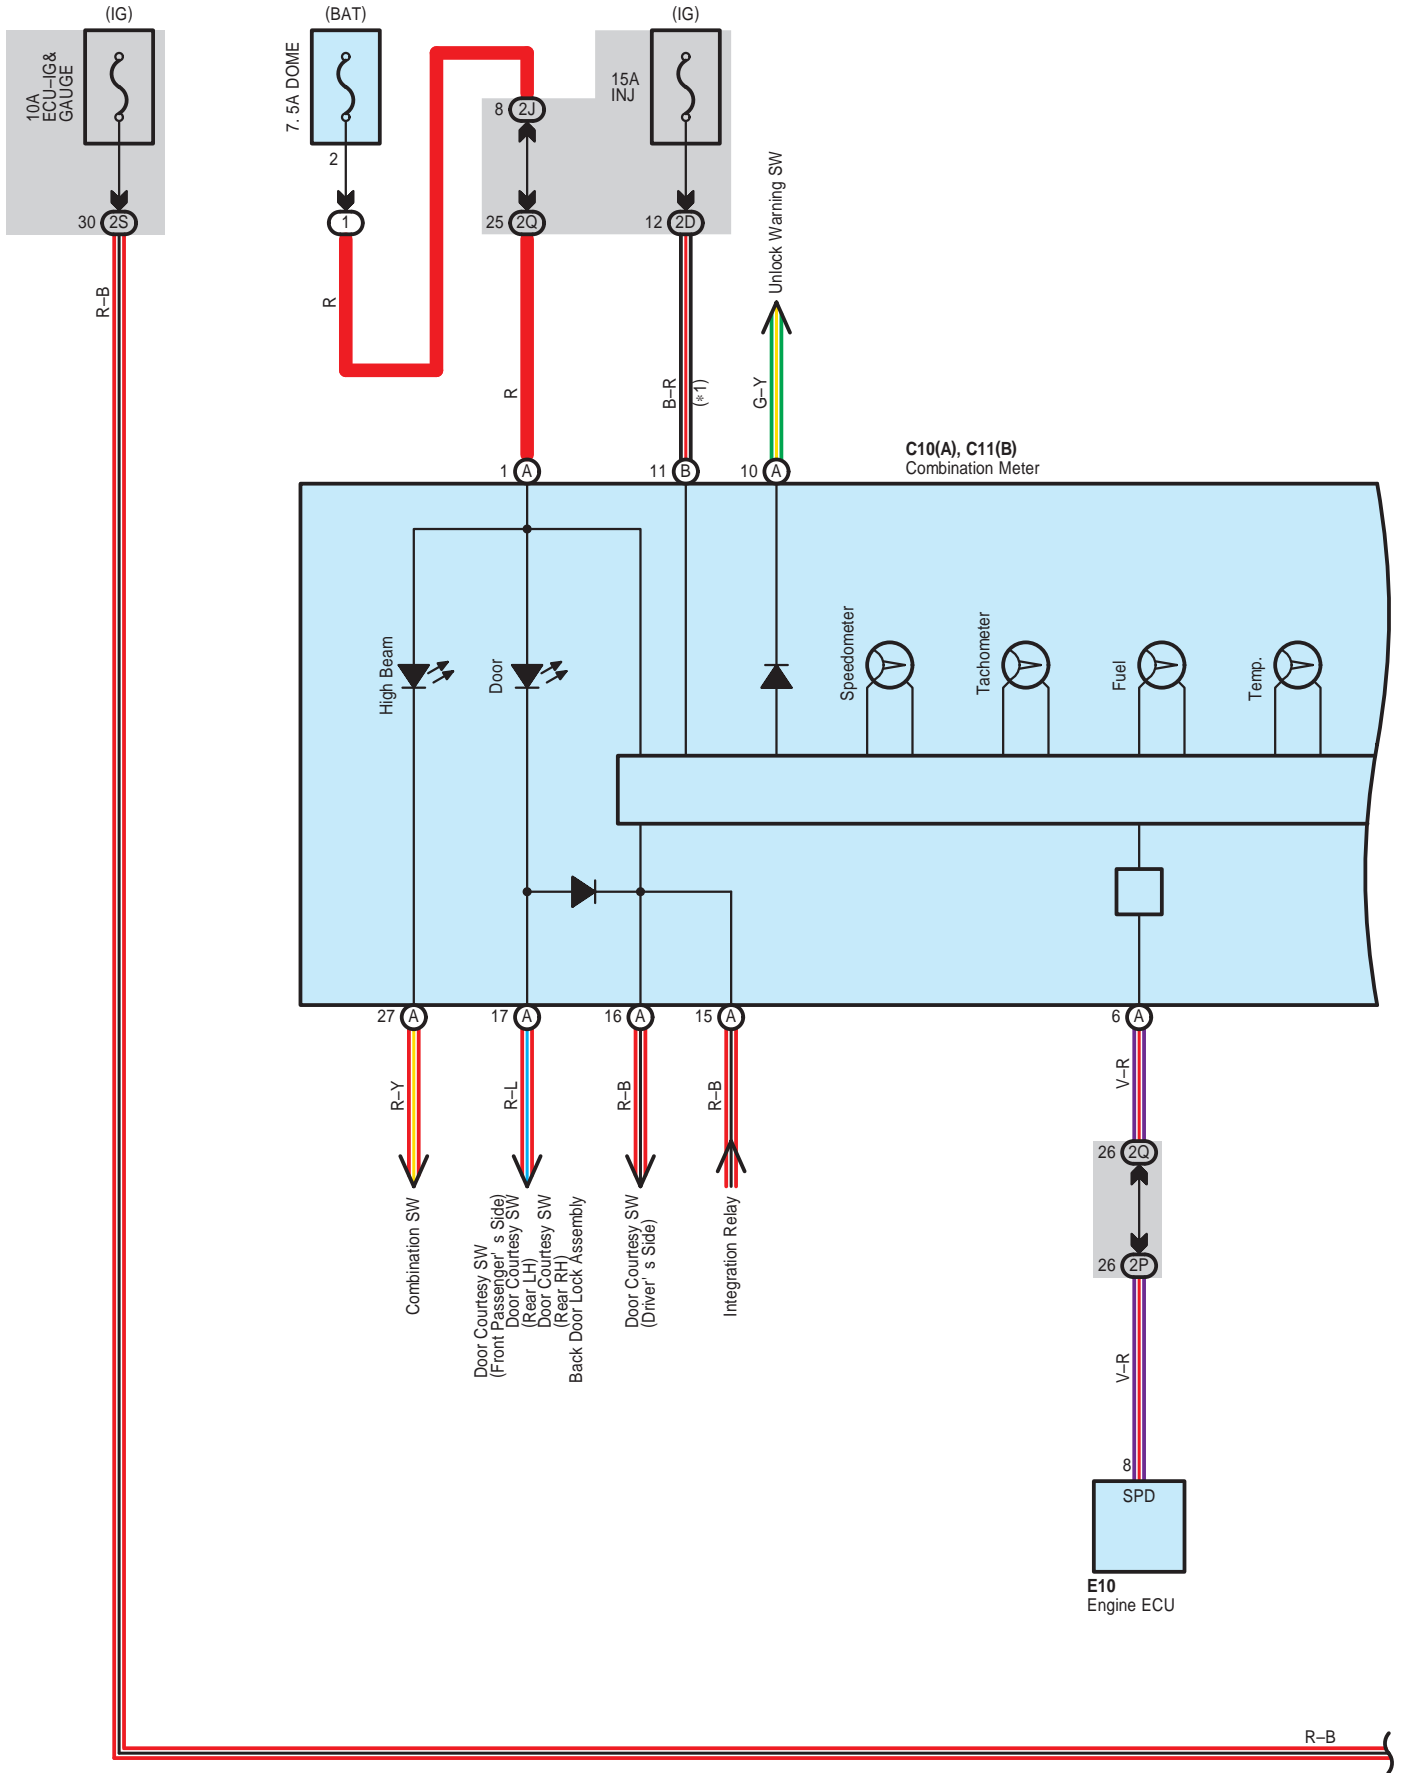 (IG)
(BAT)
(IG)
10A
ECU–IG&
GAUGE
7. 5A DOME
15A
INJ
8 2J
2
30 2S
1
25 2Q
12 2D
Unlock Warning SW
R–B
R
R
B–R
(*1)
G–Y
C10(A), C11(B)
Combination Meter
1 A
11 B
10 A
High Beam
Door
Speedometer
Tachometer
Fuel
Temp.
27 A
17 A
16 A
15 A
6 A
R–Y
R–L
R–B
R–B
V–R
26 2Q
Combination SW
Door Courtesy SW
(Front Passenger' s Side)
Door Courtesy SW
(Rear LH)
Door Courtesy SW
(Rear RH)
Back Door Lock Assembly
Door Courtesy SW
(Driver' s Side)
Integration Relay
26 2P
V–R
8
SPD
E10
Engine ECU
R–B